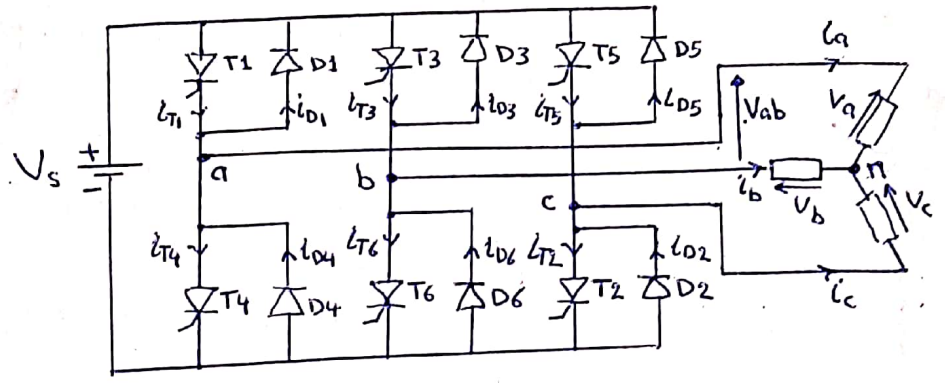 T1 D1 T3 D3 T5 D5
ia
iT1 iD1 iT3 iD3 iT5 iD5
Vab Va
Vs + -
a
b
c
ib Vb n Vc
iT4 iD4 iT6 iD6 iT2 iD2
T4 D4 T6 D6 T2 D2
ic